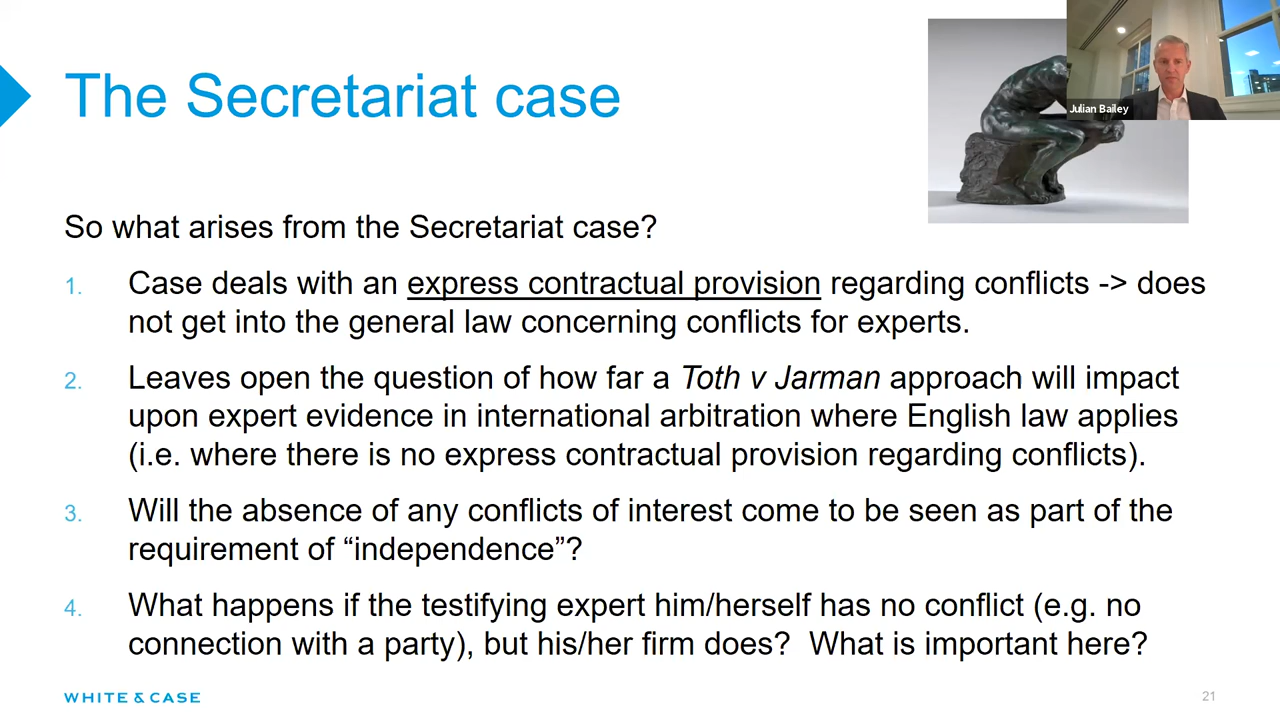 The Secretariat case
Julian Bailey
So what arises from the Secretariat case?
1. Case deals with an express contractual provision regarding conflicts -> does
not get into the general law concerning conflicts for experts.
2. Leaves open the question of how far a Toth v Jarman approach will impact
upon expert evidence in international arbitration where English law applies
(i.e. where there is no express contractual provision regarding conflicts).
3. Will the absence of any conflicts of interest come to be seen as part of the
requirement of “independence”?
4. What happens if the testifying expert him/herself has no conflict (e.g. no
connection with a party), but his/her firm does?  What is important here?
WHITE & CASE
21